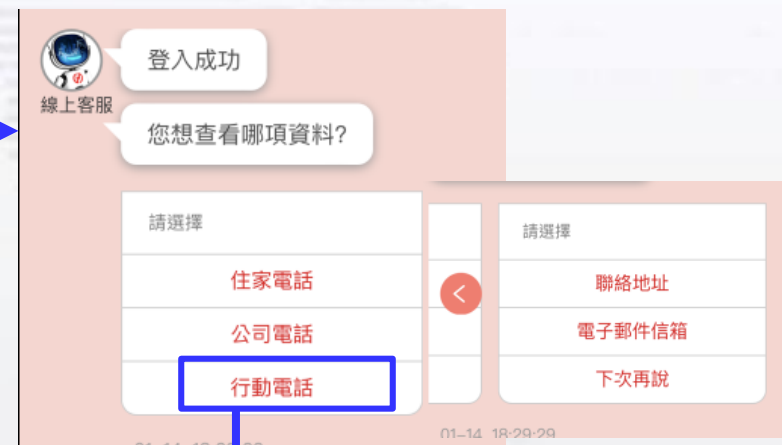 登入成功
線上客服
您想查看哪項資料?
請選擇
住家電話
公司電話
行動電話
請選擇
聯絡地址
電子郵件信箱
下次再說
01-14 18:29:29